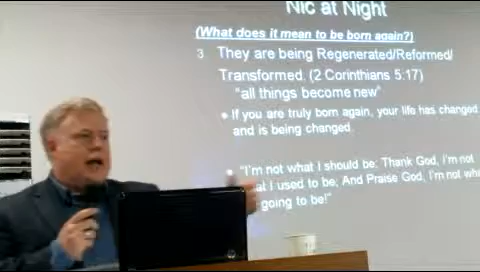 Nic at Night
(What does it mean to be born again?)
3 They are being Regenerated/Reformed/
Transformed. (2 Corinthians 5:17)
"all things become new"
• If you are truly born again, your life has changed
and is being changed.
"I'm not what I should be: Thank God, I'm not
I used to be, And Praise God, I'm not
going to be!"